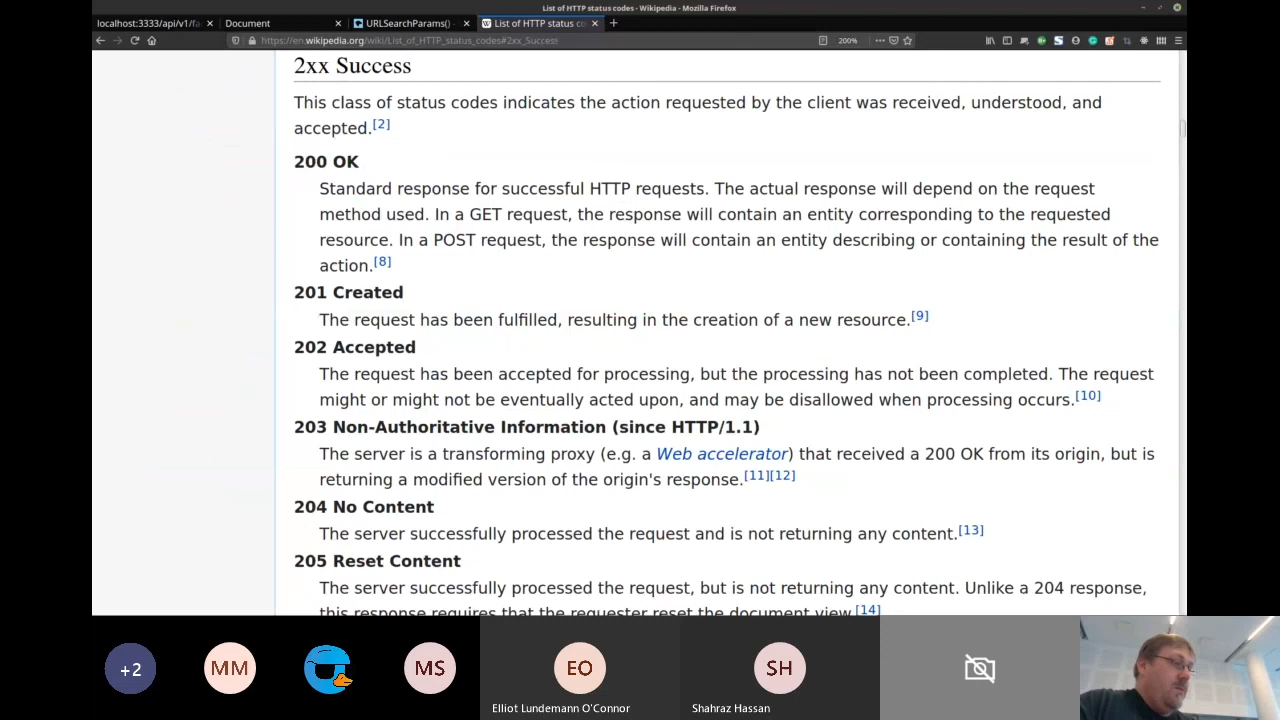 List of HTTP status codes - Wikipedia - Mozilla Firefox
localhost:3333/api/v1/fa
Document
URLSearchParams() -
List of HTTP status co
https://en.wikipedia.org/wiki/List_of_HTTP_status_codes#2xx_Success
200%
2xx Success
This class of status codes indicates the action requested by the client was received, understood, and
accepted.[2]
200 OK
Standard response for successful HTTP requests. The actual response will depend on the request
method used. In a GET request, the response will contain an entity corresponding to the requested
resource. In a POST request, the response will contain an entity describing or containing the result of the
action.[8]
201 Created
The request has been fulfilled, resulting in the creation of a new resource.[9]
202 Accepted
The request has been accepted for processing, but the processing has not been completed. The request
might or might not be eventually acted upon, and may be disallowed when processing occurs.[10]
203 Non-Authoritative Information (since HTTP/1.1)
The server is a transforming proxy (e.g. a Web accelerator) that received a 200 OK from its origin, but is
returning a modified version of the origin's response.[11][12]
204 No Content
The server successfully processed the request and is not returning any content.[13]
205 Reset Content
The server successfully processed the request, but is not returning any content. Unlike a 204 response,
this response requires that the requester reset the document view.[14]
+2
MM
MS
EO
SH
Elliot Lundemann O'Connor
Shahraz Hassan